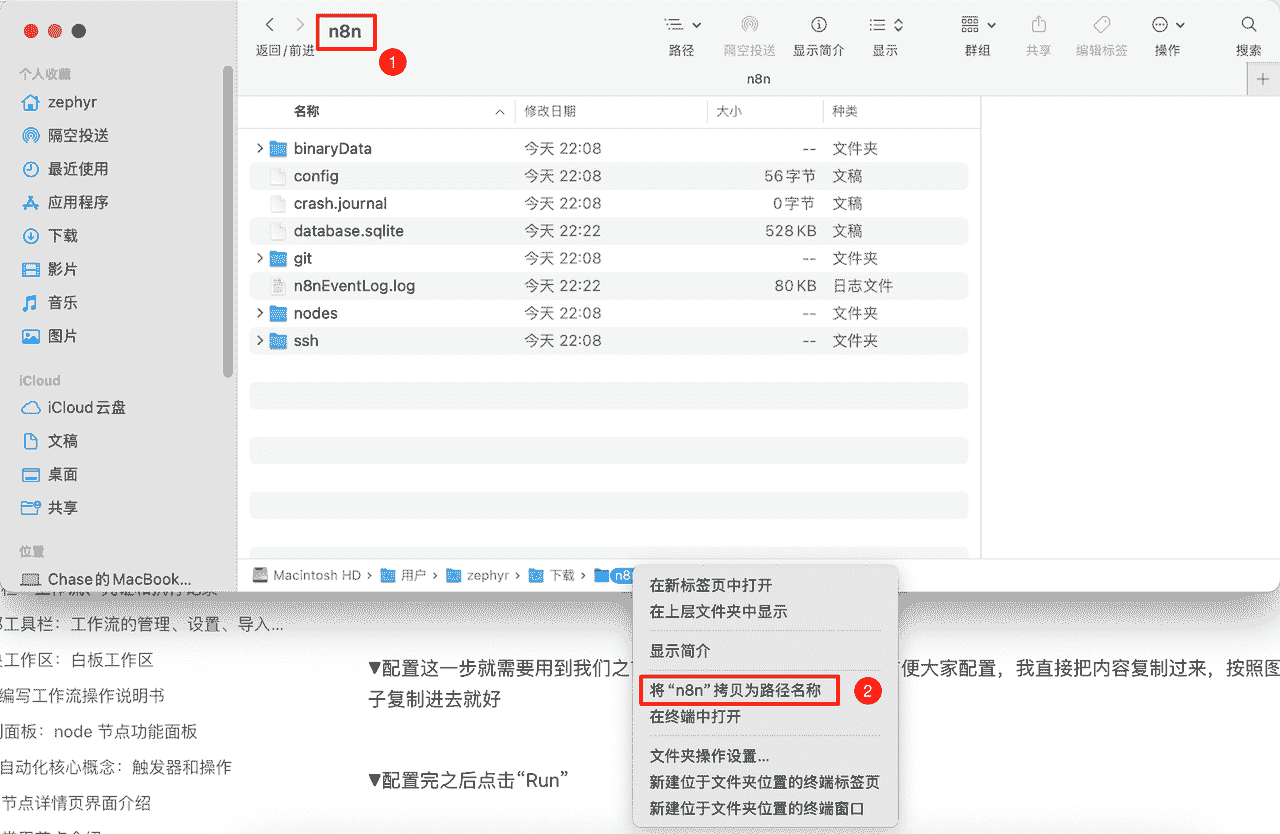 n8n
1
返回/前进
路径
隔空投送
显示简介
显示
群组
共享
编辑标签
操作
搜索
n8n
个人收藏
zephyr
隔空投送
最近使用
应用程序
下载
影片
音乐
图片
iCloud
iCloud云盘
文稿
桌面
共享
位置
Chase的MacBook...
名称 修改日期 大小 种类
binaryData 今天 22:08 -- 文件夹
config 今天 22:08 56字节 文稿
crash.journal 今天 22:08 0字节 文稿
database.sqlite 今天 22:22 528 KB 文稿
git 今天 22:08 -- 文件夹
n8nEventLog.log 今天 22:22 80 KB 日志文件
nodes 今天 22:08 -- 文件夹
ssh 今天 22:08 -- 文件夹
Macintosh HD › 用户 › zephyr › 下载 › n8n
在新标签页中打开
在上层文件夹中显示
显示简介
将“n8n”拷贝为路径名称
2
在终端中打开
文件夹操作设置...
新建位于文件夹位置的终端标签页
新建位于文件夹位置的终端窗口
工具栏：工作流的管理、设置、导入...
工作区：白板工作区
编写工作流操作说明书
面板：node 节点功能面板
自动化核心概念：触发器和操作
节点详情页界面介绍
▼配置这一步就需要用到我们之
便大家配置，我直接把内容复制过来，按照图
子复制进去就好
▼配置完之后点击“Run”